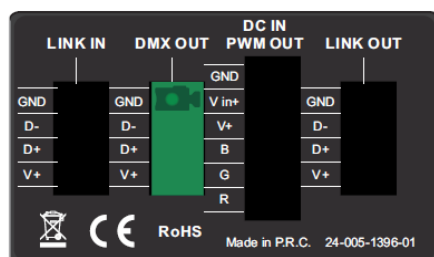 DC IN
LINK IN DMX OUT PWM OUT LINK OUT
GND
GND GND V in+ GND
D- D- V+ D-
D+ D+ B D+
V+ V+ G V+
R
CE RoHS Made in P.R.C. 24-005-1396-01